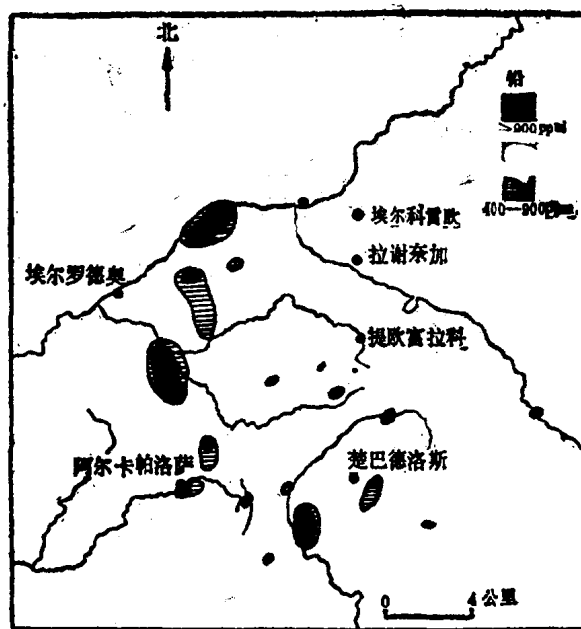 北
铅
>900ppm
400—900ppm
埃尔科雷欧
拉谢奈加
埃尔罗德奥
提欧富拉科
阿尔卡帕洛萨
楚巴德洛斯
0 4 公里